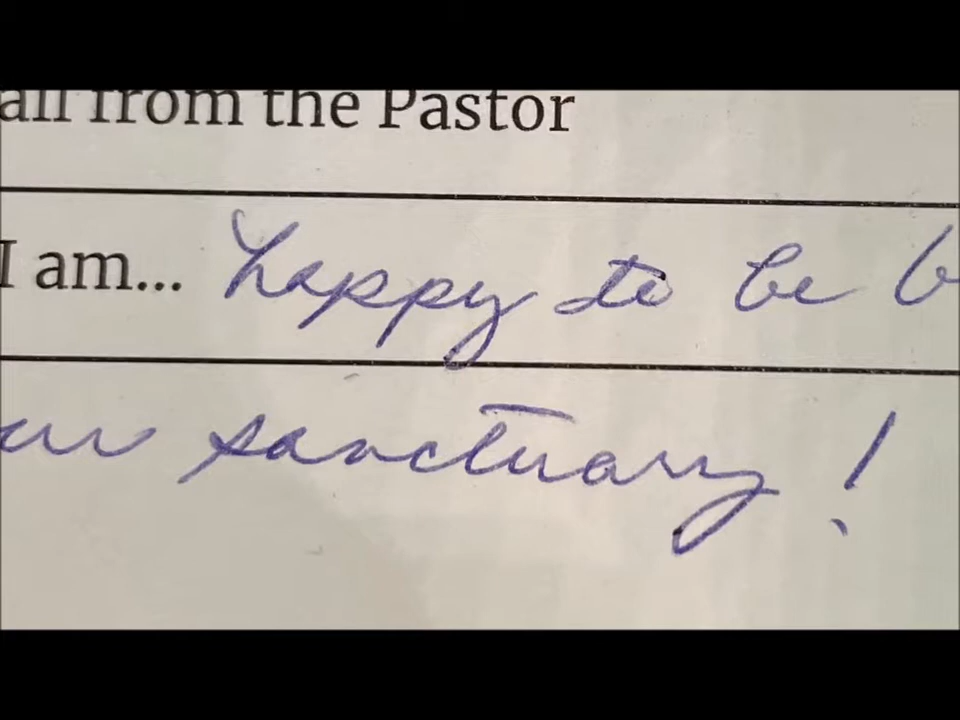 from the Pastor
I am... happy to be
sanctuary!